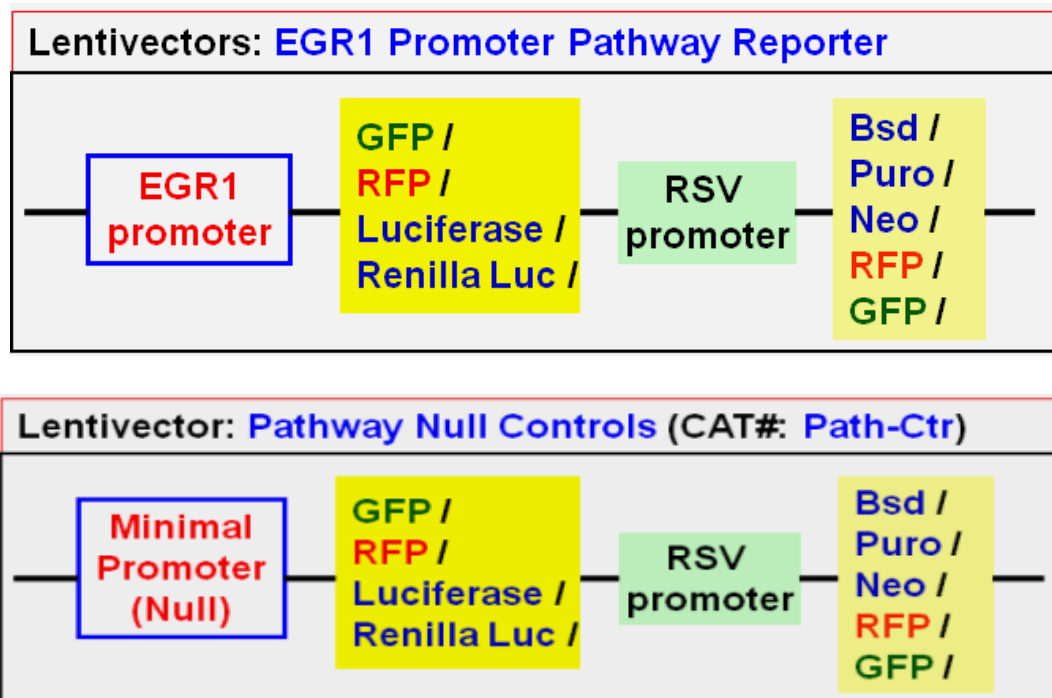 Lentivectors: EGR1 Promoter Pathway Reporter
EGR1
promoter
GFP /
RFP /
Luciferase /
Renilla Luc /
RSV
promoter
Bsd /
Puro /
Neo /
RFP /
GFP /
Lentivector: Pathway Null Controls (CAT#: Path-Ctr)
Minimal
Promoter
(Null)
GFP /
RFP /
Luciferase /
Renilla Luc /
RSV
promoter
Bsd /
Puro /
Neo /
RFP /
GFP /